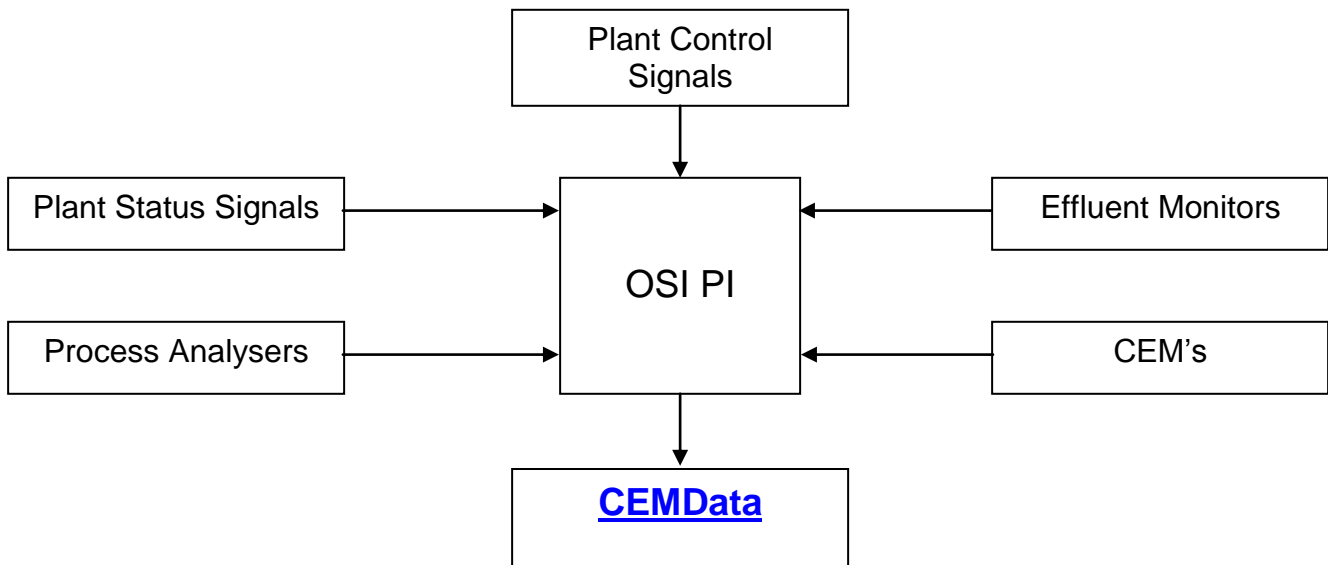 Plant Control
Signals
Plant Status Signals
Effluent Monitors
OSI PI
Process Analysers
CEM's
CEMData